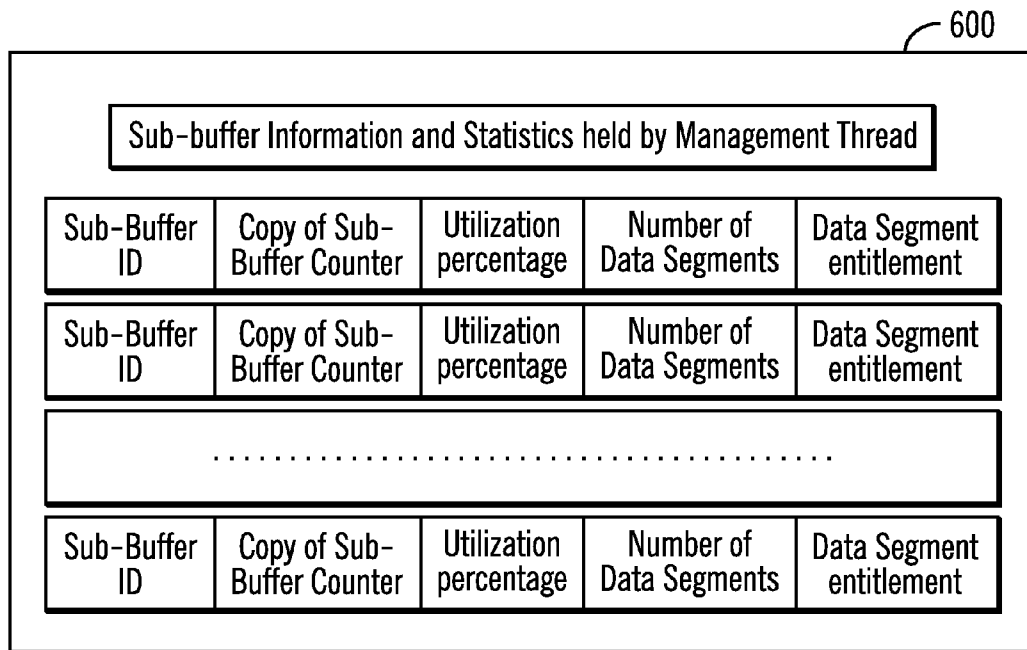 600
Sub-buffer Information and Statistics held by Management Thread
Sub-Buffer ID
Copy of Sub-Buffer Counter
Utilization percentage
Number of Data Segments
Data Segment entitlement
Sub-Buffer ID
Copy of Sub-Buffer Counter
Utilization percentage
Number of Data Segments
Data Segment entitlement
. . . . . . . . . . . . . . . . . . . . . . . . . . . . . . . . . . . . . . . . .
Sub-Buffer ID
Copy of Sub-Buffer Counter
Utilization percentage
Number of Data Segments
Data Segment entitlement